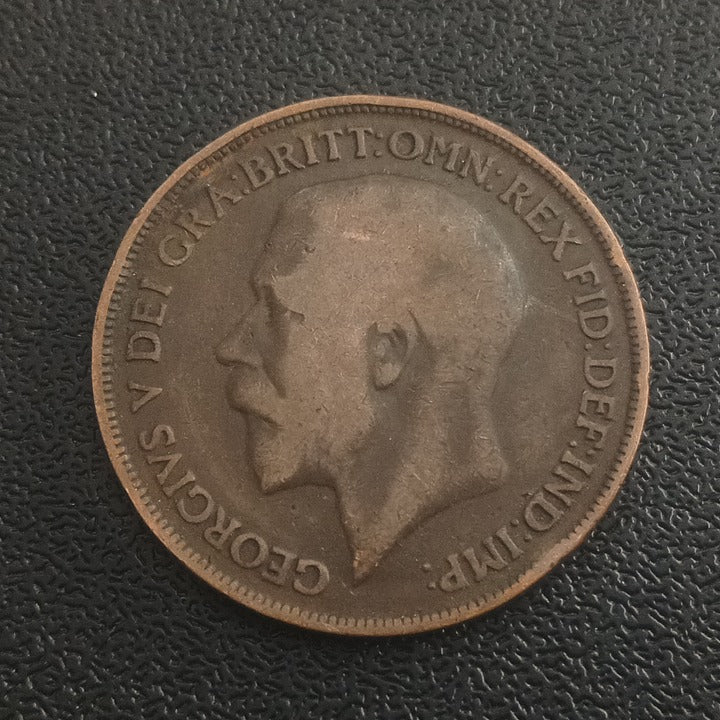 GEORGIVS V DEI GRA:BRITT:OMN:REX FID:DEF:IND:IMP: